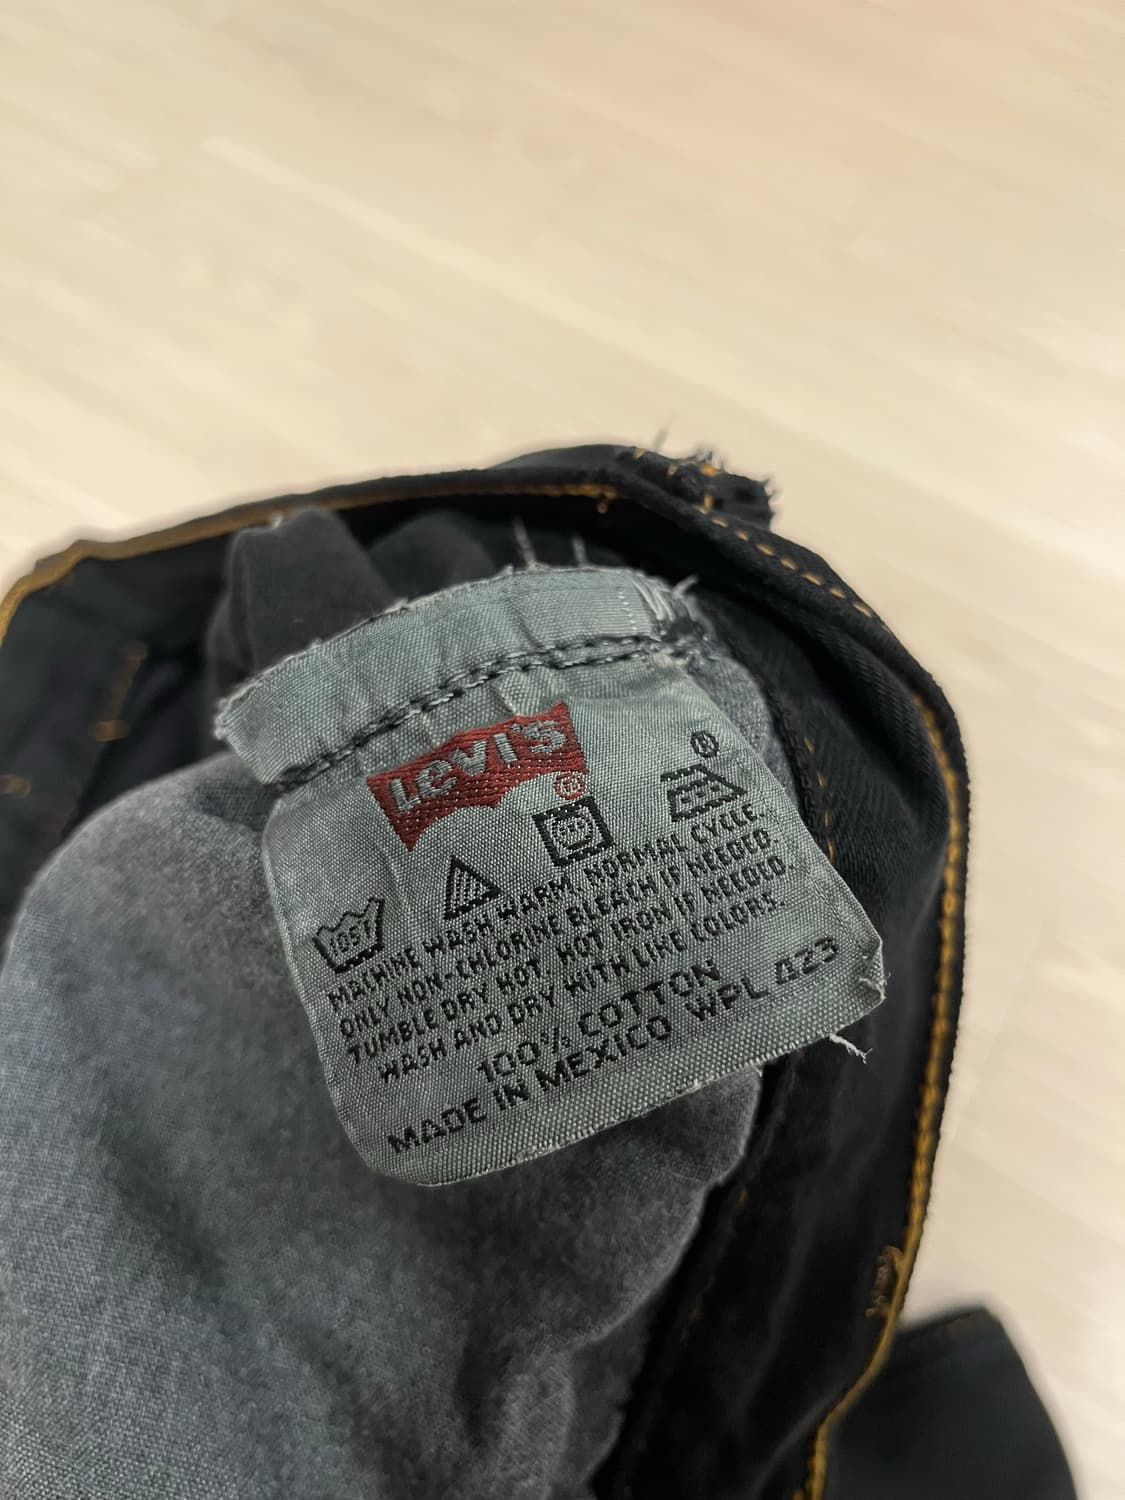 LEVI'S
®
®
105F
MACHINE WASH WARM. NORMAL CYCLE.
ONLY NON-CHLORINE BLEACH IF NEEDED.
TUMBLE DRY HOT. HOT IRON IF NEEDED.
WASH AND DRY WITH LIKE COLORS.
100% COTTON
MADE IN MEXICO WPL 423